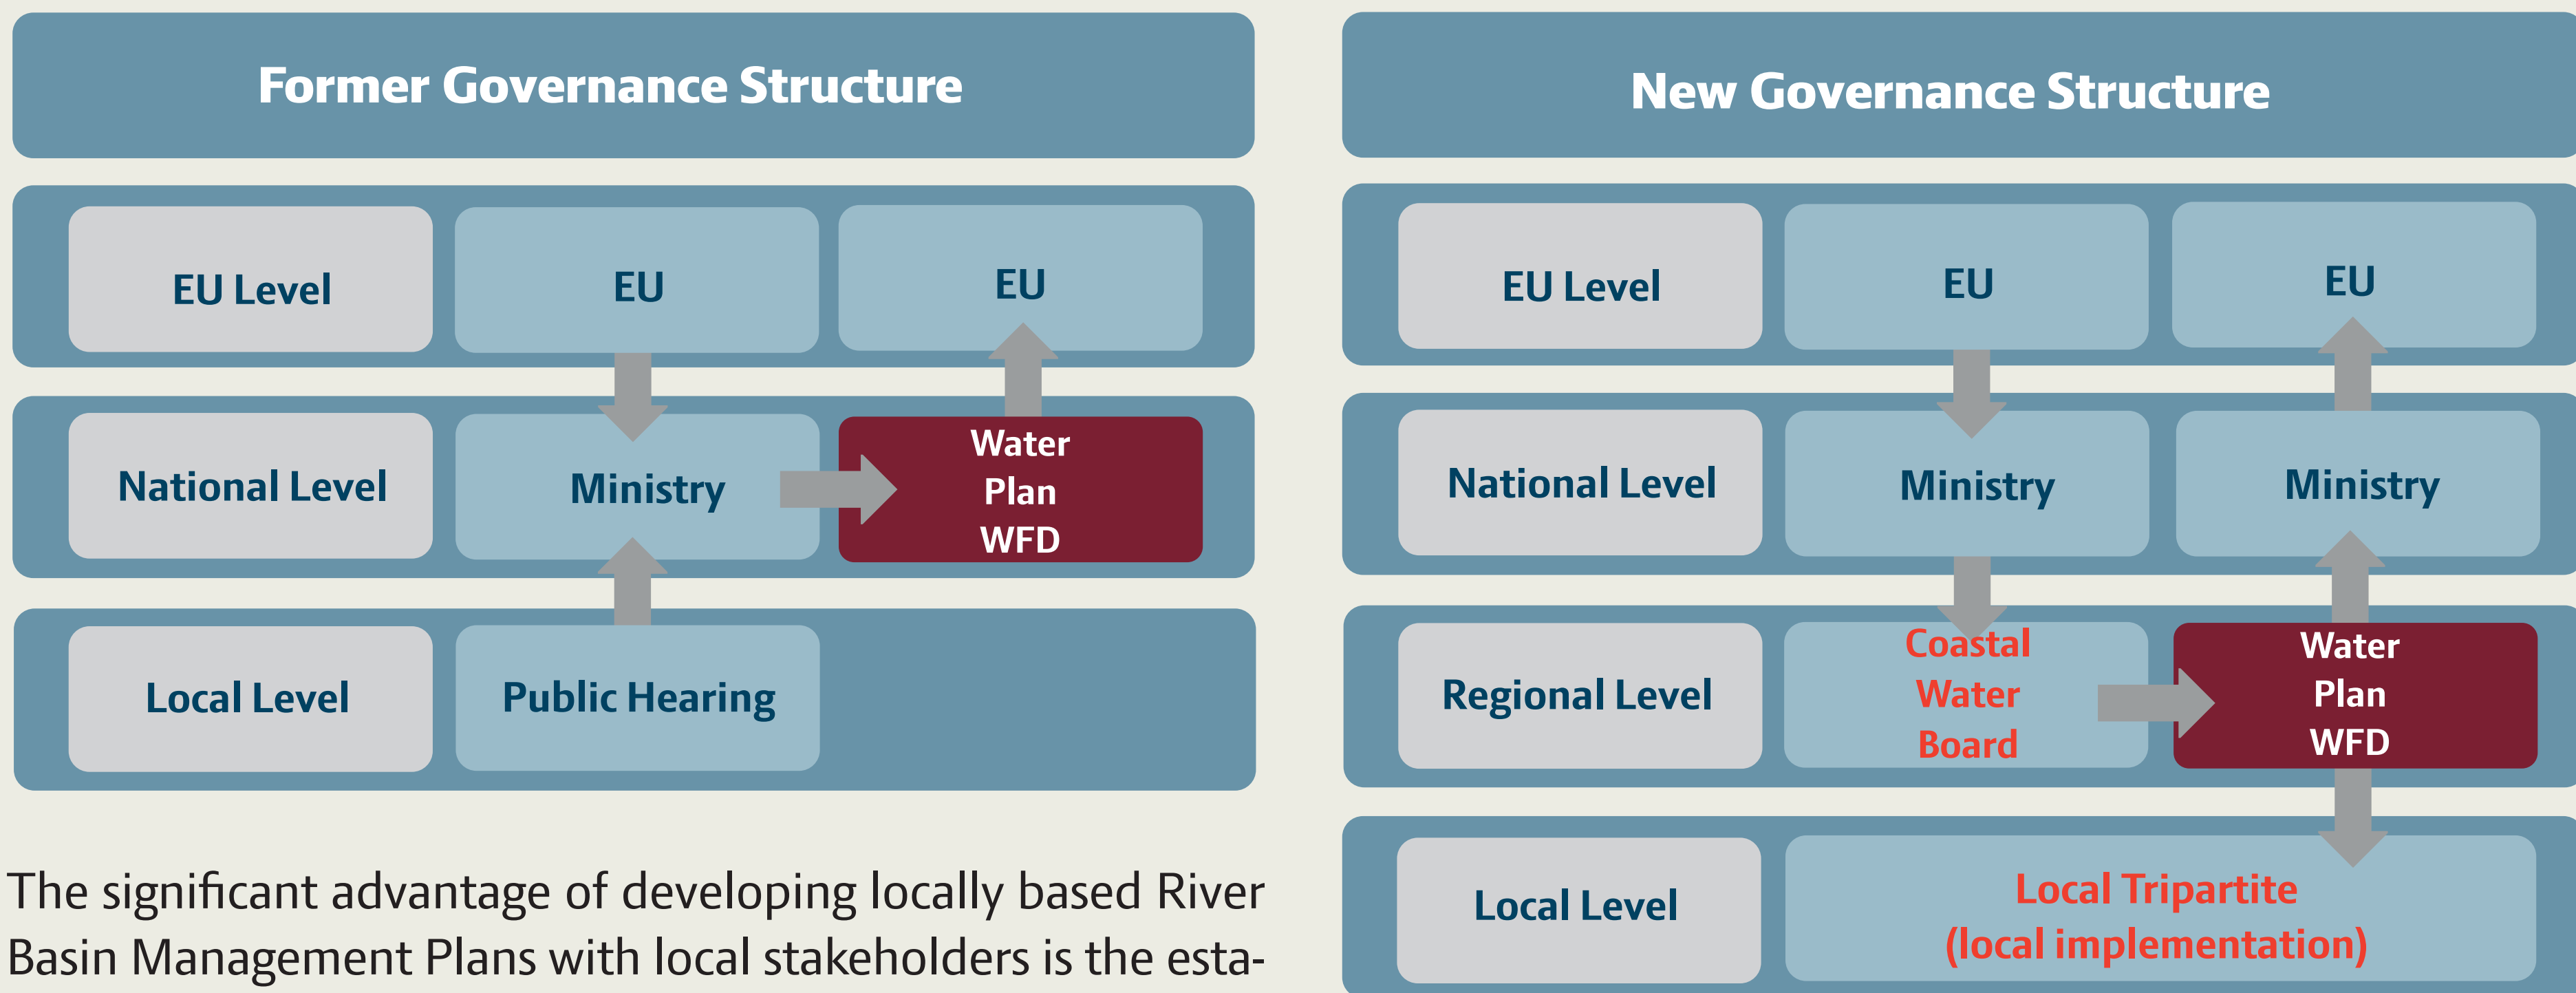 Former Governance Structure
EU Level
EU
EU
National Level
Ministry
Water
Plan
WFD
Local Level
Public Hearing
The significant advantage of developing locally based River
Basin Management Plans with local stakeholders is the esta-
New Governance Structure
EU Level
EU
EU
National Level
Ministry
Ministry
Regional Level
Coastal
Water
Board
Water
Plan
WFD
Local Level
Local Tripartite
(local implementation)